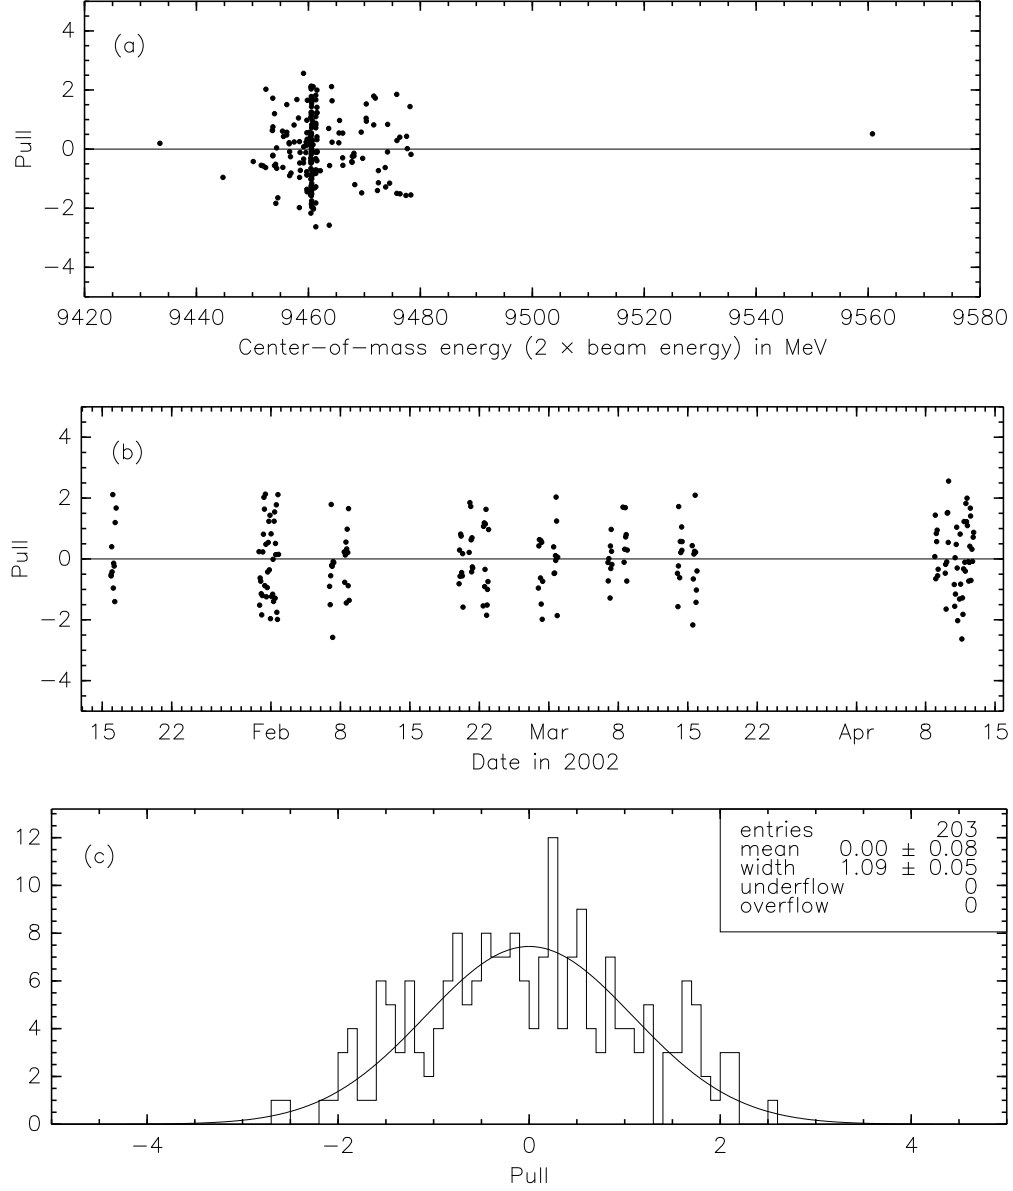 4
(a)
2
Pull
0
−2
−4
9420 9440 9460 9480 9500 9520 9540 9560 9580
Center−of−mass energy (2 × beam energy) in MeV
4
(b)
2
Pull
0
−2
−4
15 22 Feb 8 15 22 Mar 8 15 22 Apr 8 15
Date in 2002
12
(c)
entries 203
mean 0.00 ± 0.08
width 1.09 ± 0.05
underflow 0
overflow 0
10
8
6
4
2
0
−4 −2 0 2 4
Pull